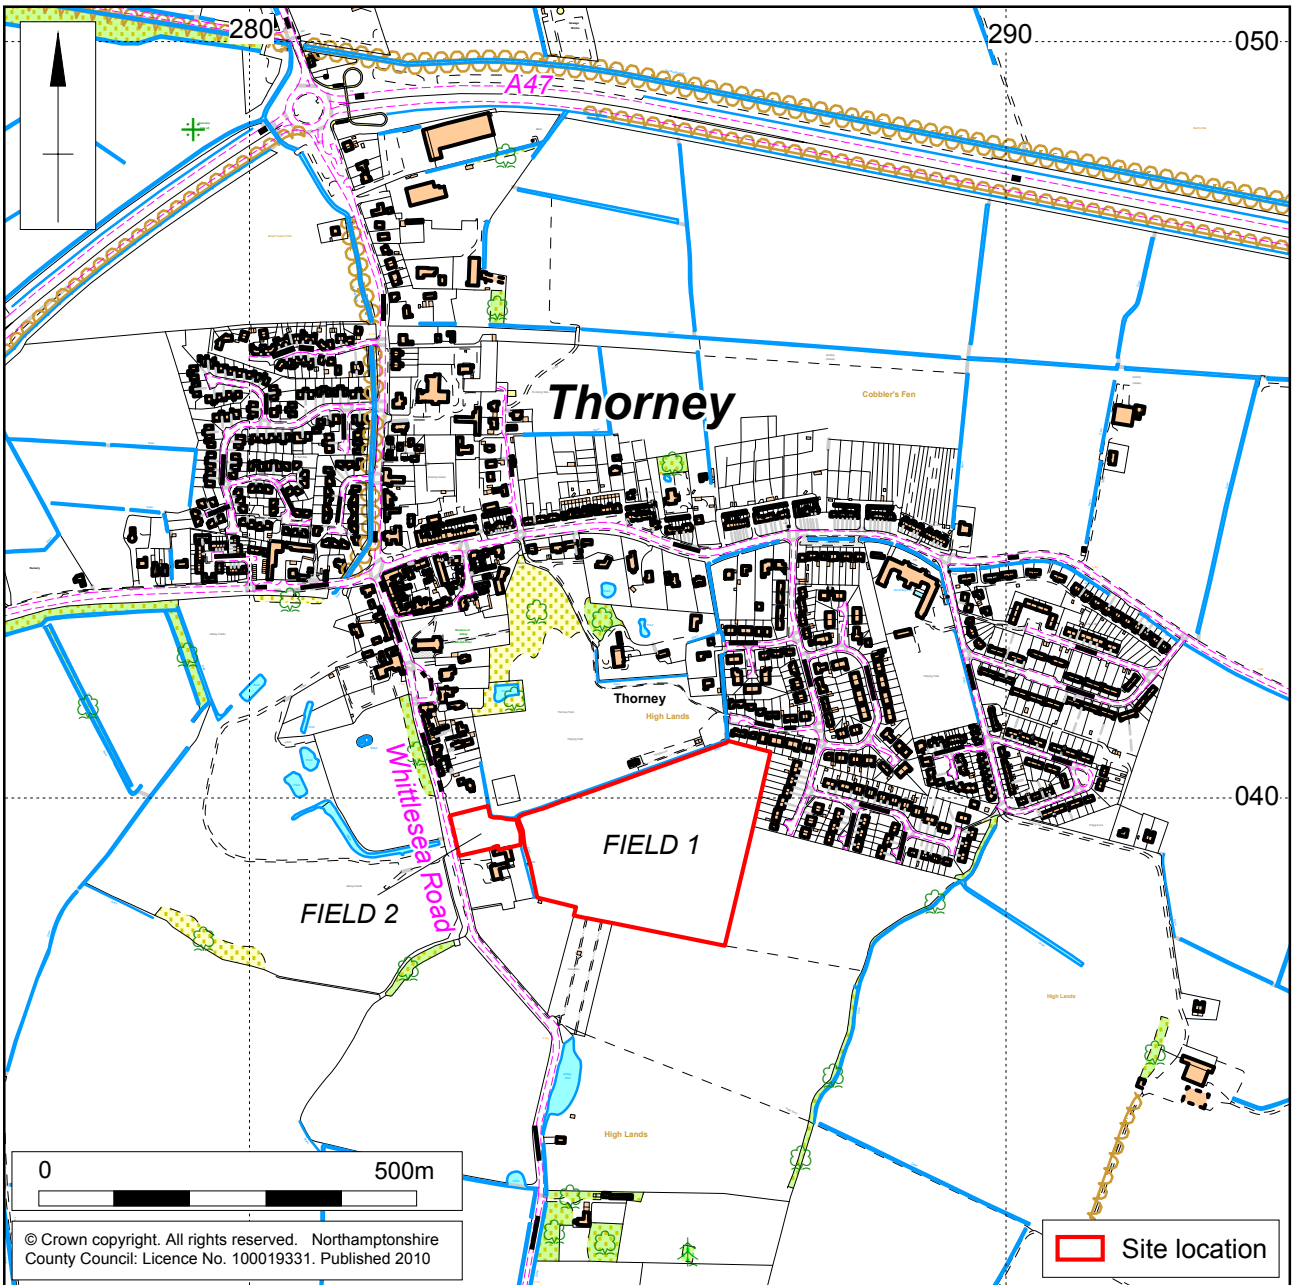 280
290
050
A47
Thorney
Cobbler's Fen
Thorney
High Lands
Whittlesea Road
040
FIELD 1
FIELD 2
High Lands
High Lands
0 500m
© Crown copyright. All rights reserved. Northamptonshire
County Council: Licence No. 100019331. Published 2010
Site location